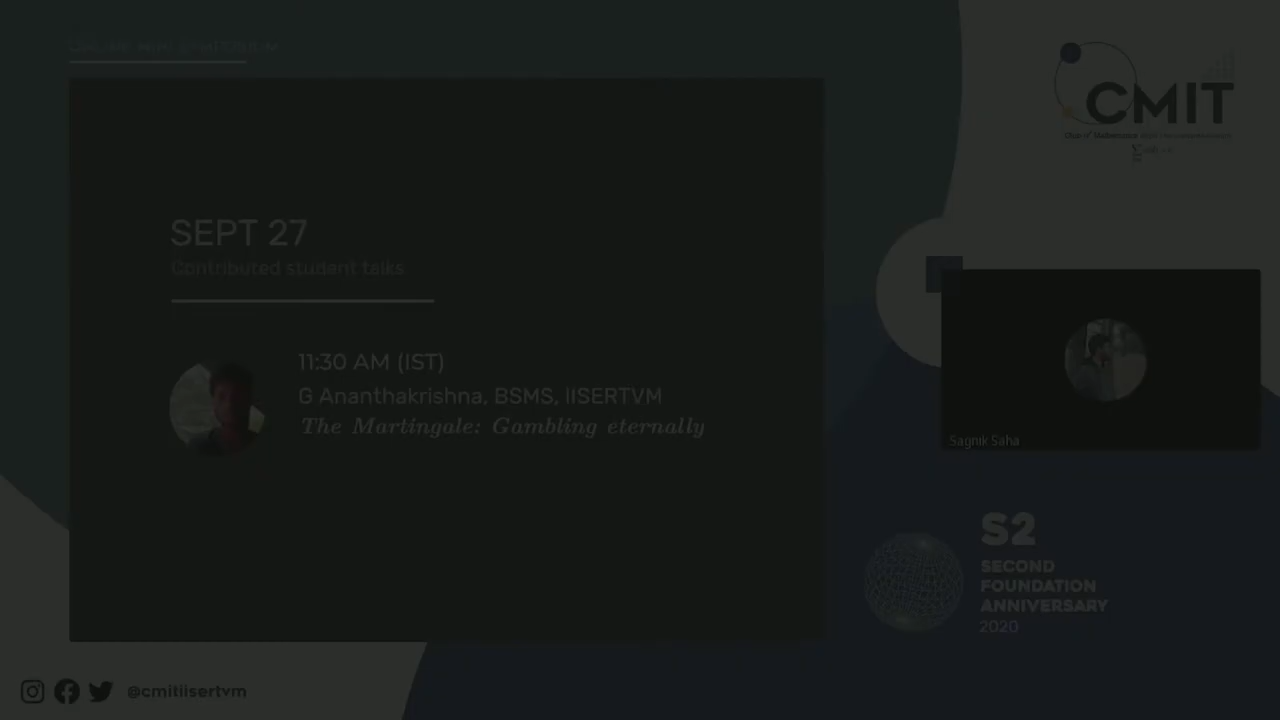 CMIT
SEPT 27
Contributed student talks
11:30 AM (IST)
G Ananthakrishna, BSMS, IISERTVM
The Martingale: Gambling eternally
Sagnik Saha
S2
SECOND
FOUNDATION
ANNIVERSARY
2020
@cmitiisertvm